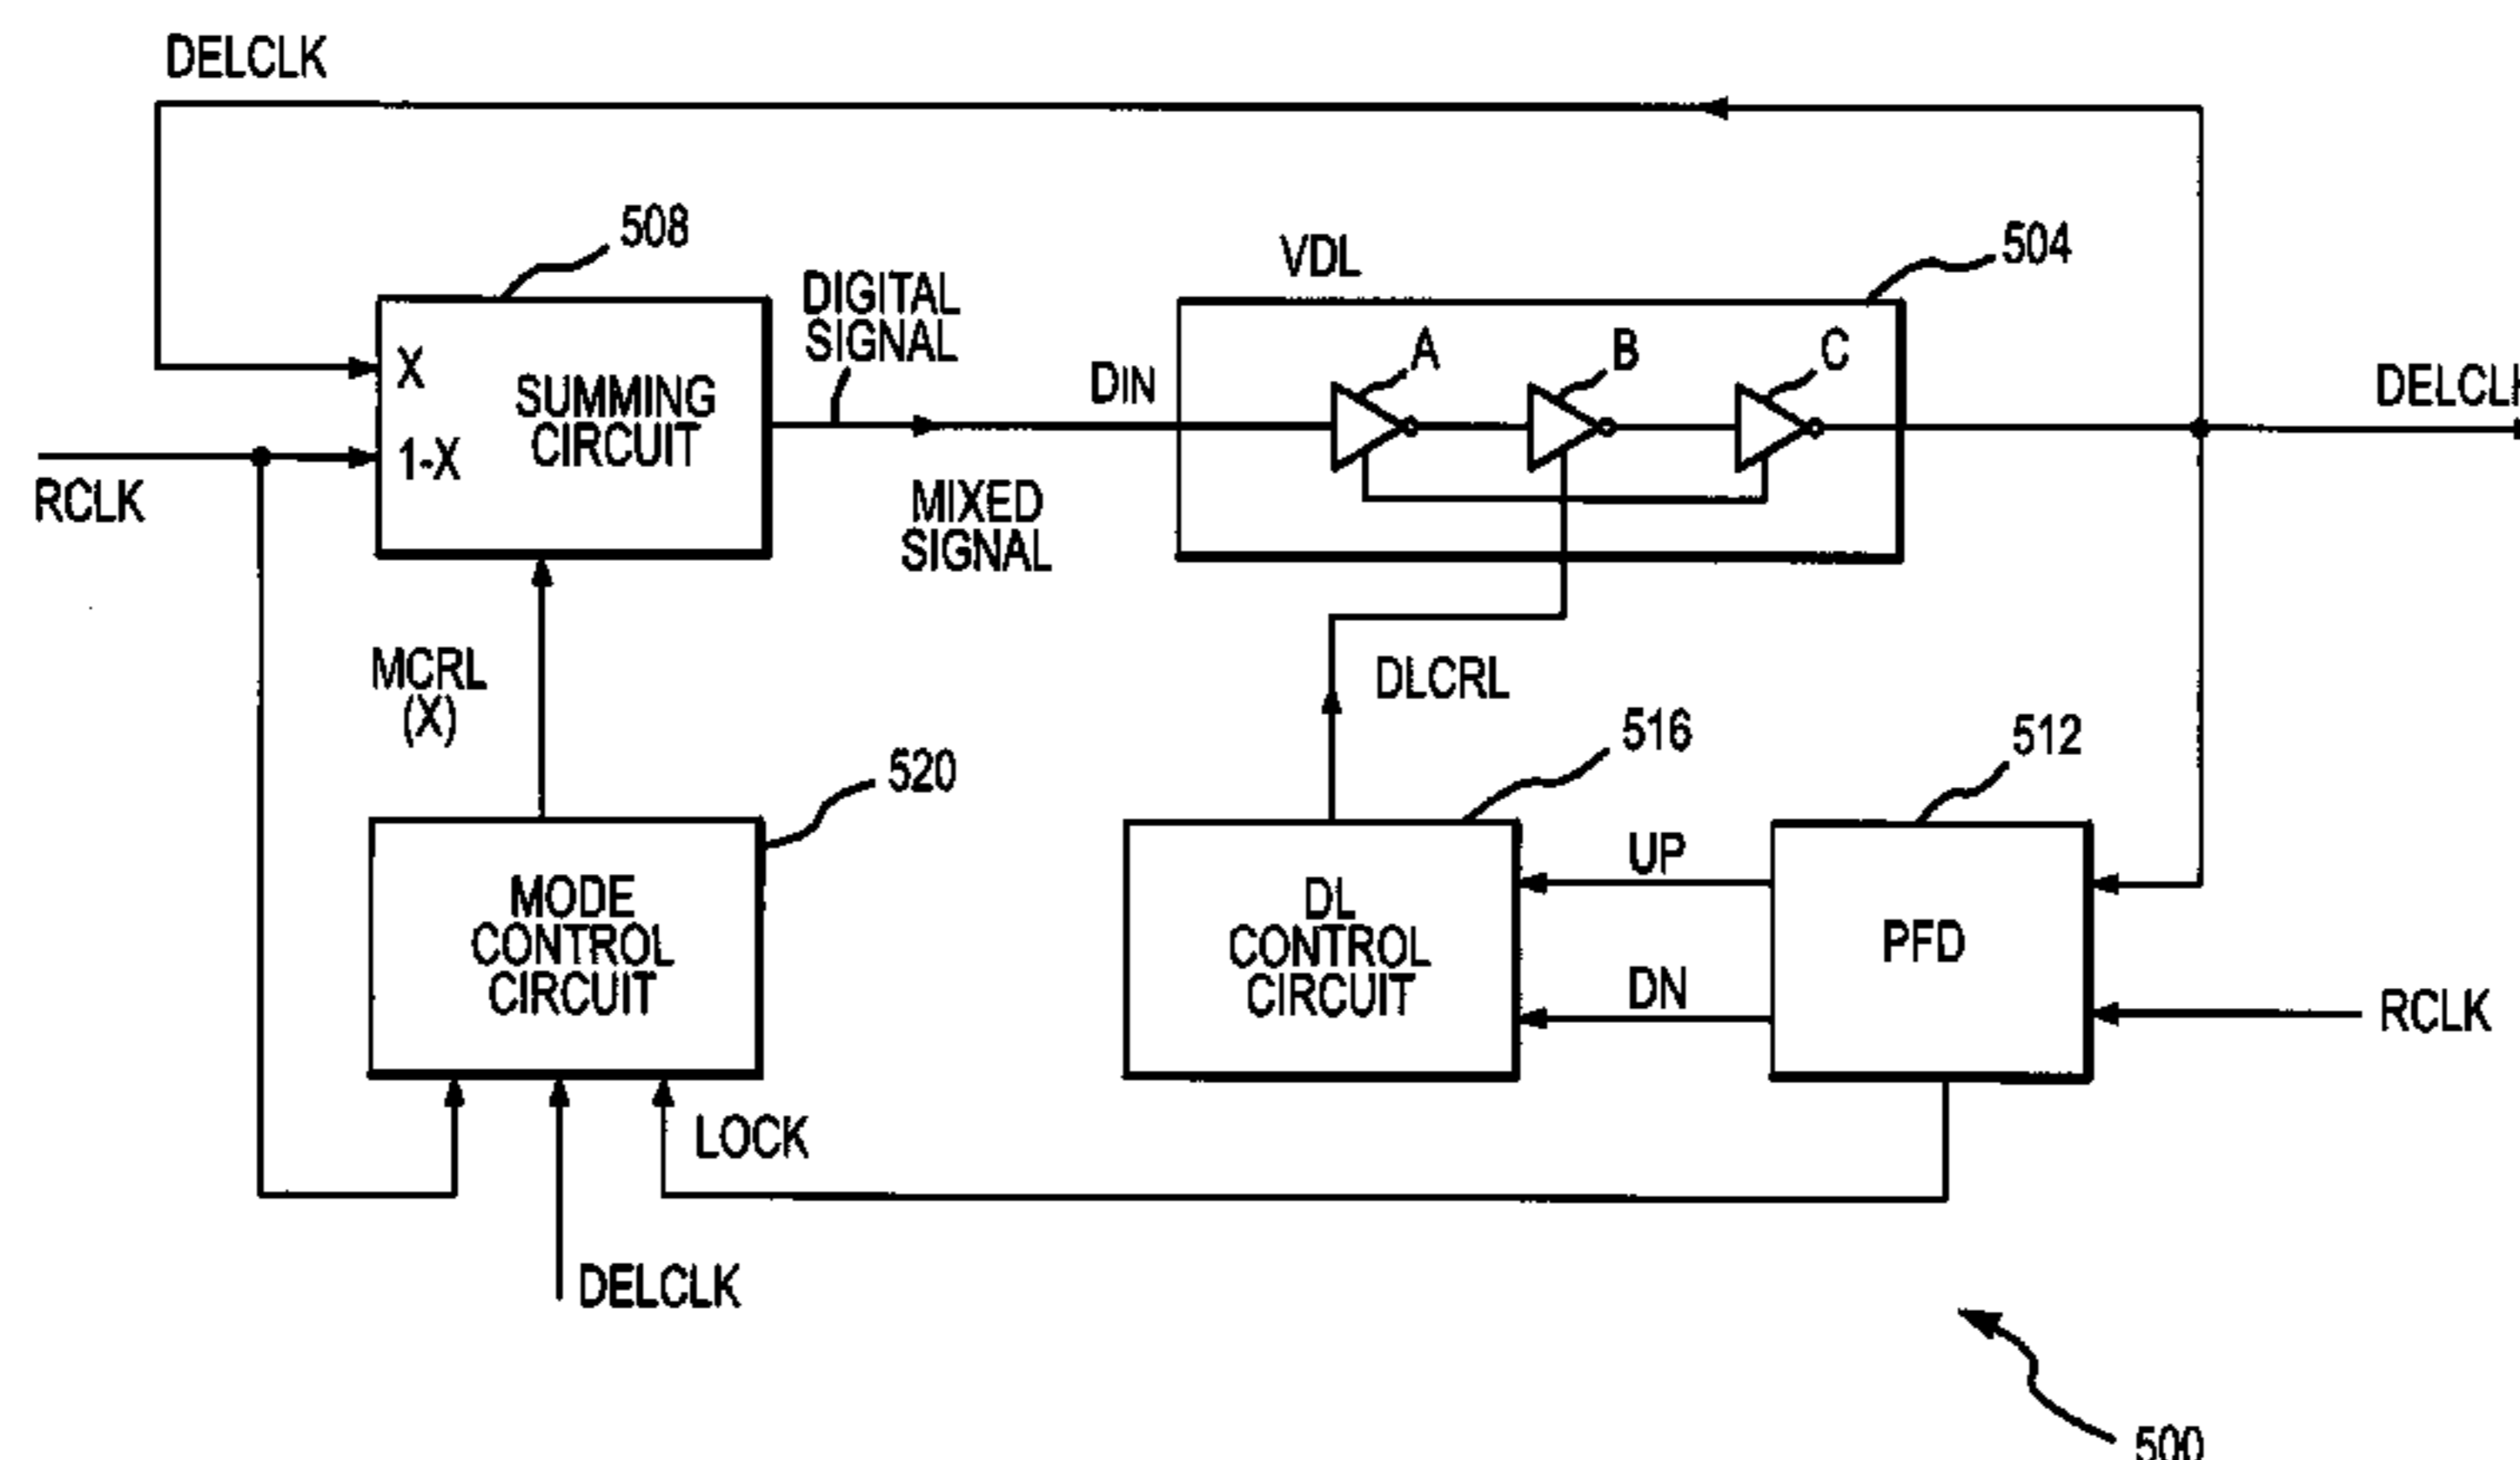 DELCLK
508
504
VDL
DIGITAL
SIGNAL
A
B
C
X
DIN
DELCLK
SUMMING
CIRCUIT
1-X
RCLK
MIXED
SIGNAL
MCRL
(X)
DLCRL
516
512
520
UP
MODE
CONTROL
CIRCUIT
DL
CONTROL
CIRCUIT
PFD
DN
RCLK
LOCK
DELCLK
500